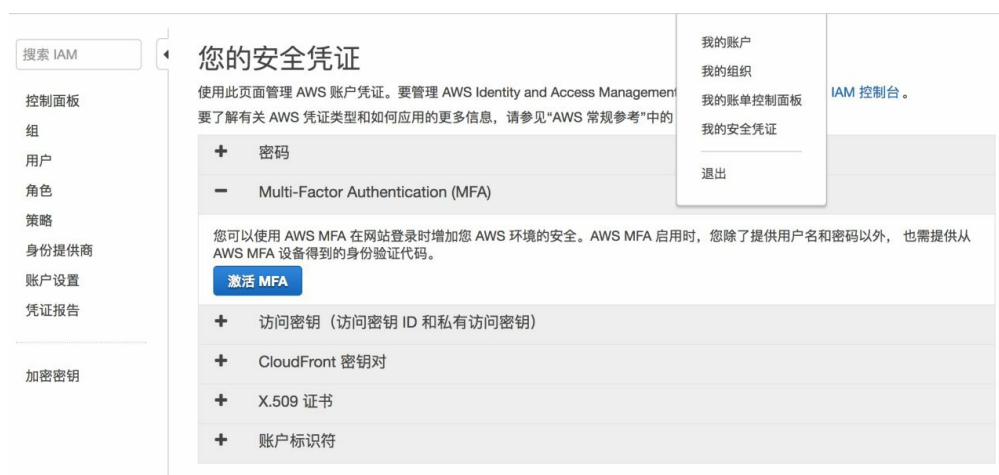 搜索 IAM
控制面板
组
用户
角色
策略
身份提供商
账户设置
凭证报告
加密密钥
您的安全凭证
使用此页面管理 AWS 账户凭证。要管理 AWS Identity and Access Management
IAM 控制台。
要了解有关 AWS 凭证类型和如何应用的更多信息，请参见“AWS 常规参考”中的
我的账户
我的组织
我的账单控制面板
我的安全凭证
退出
+ 密码
− Multi-Factor Authentication (MFA)
您可以使用 AWS MFA 在网站登录时增加您 AWS 环境的安全。AWS MFA 启用时，您除了提供用户名和密码以外， 也需提供从
AWS MFA 设备得到的身份验证代码。
激活 MFA
+ 访问密钥（访问密钥 ID 和私有访问密钥）
+ CloudFront 密钥对
+ X.509 证书
+ 账户标识符